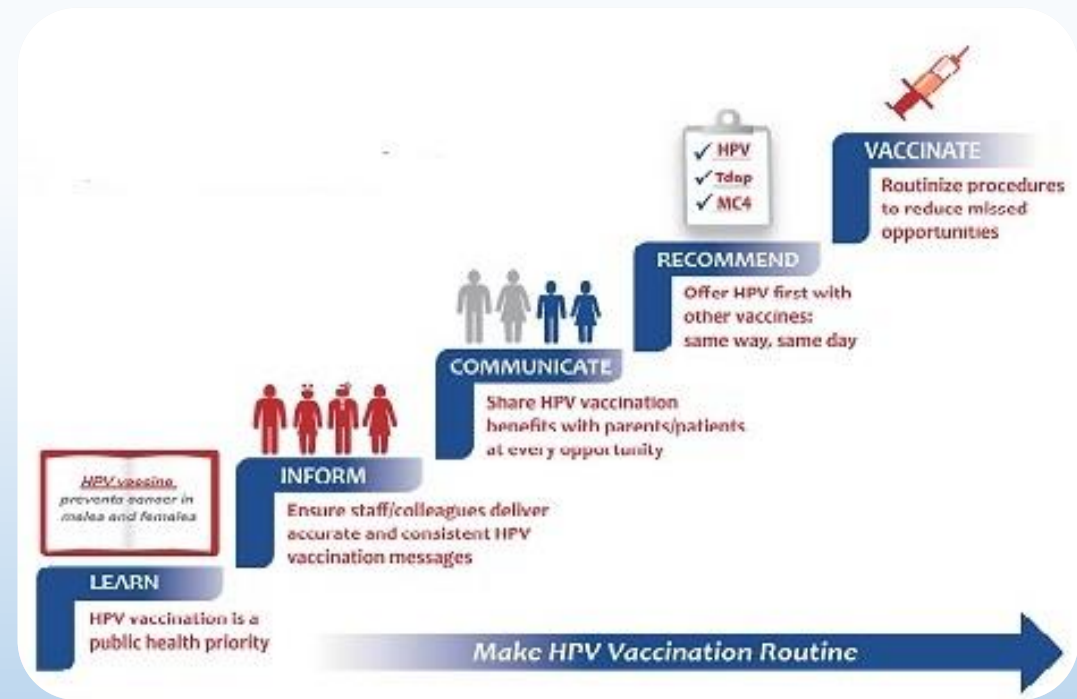 HPV
Tdap
MC4
VACCINATE
Routinize procedures
to reduce missed
opportunities
RECOMMEND
Offer HPV first with
other vaccines:
same way, same day
COMMUNICATE
Share HPV vaccination
benefits with parents/patients
at every opportunity
INFORM
Ensure staff/colleagues deliver
accurate and consistent HPV
vaccination messages
HPV vaccine
prevents cancer in
males and females
LEARN
HPV vaccination is a
public health priority
Make HPV Vaccination Routine